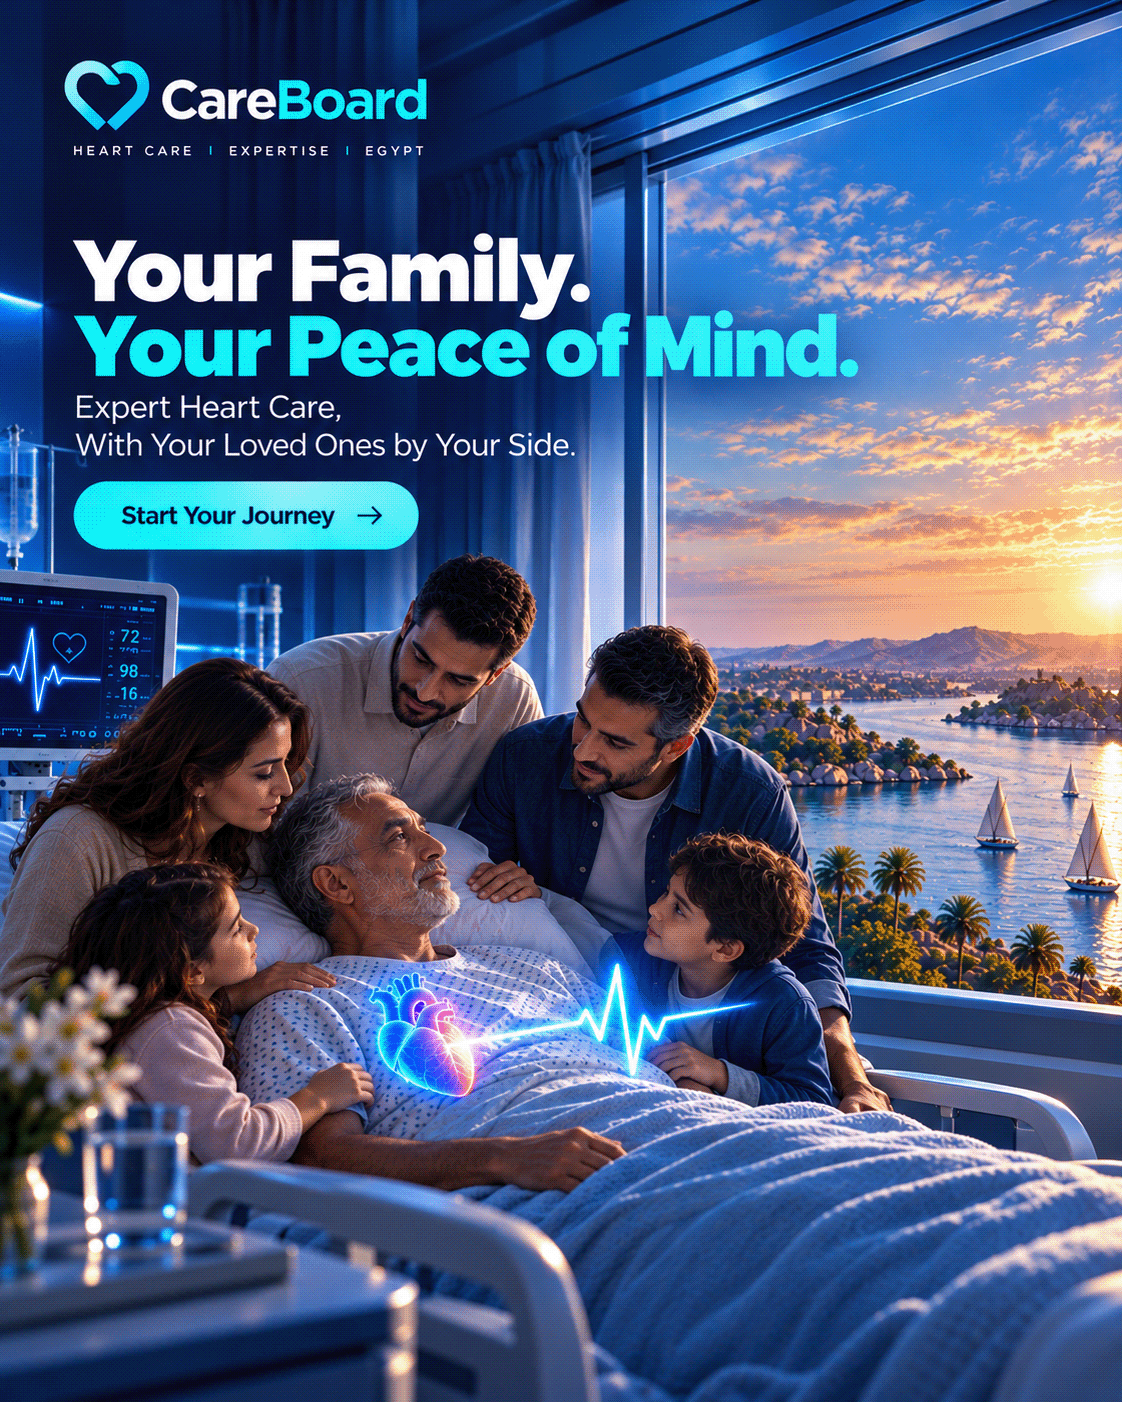 CareBoard
HEART CARE | EXPERTISE | EGYPT
Your Family.
Your Peace of Mind.
Expert Heart Care,
With Your Loved Ones by Your Side.
Start Your Journey →
72
98
16